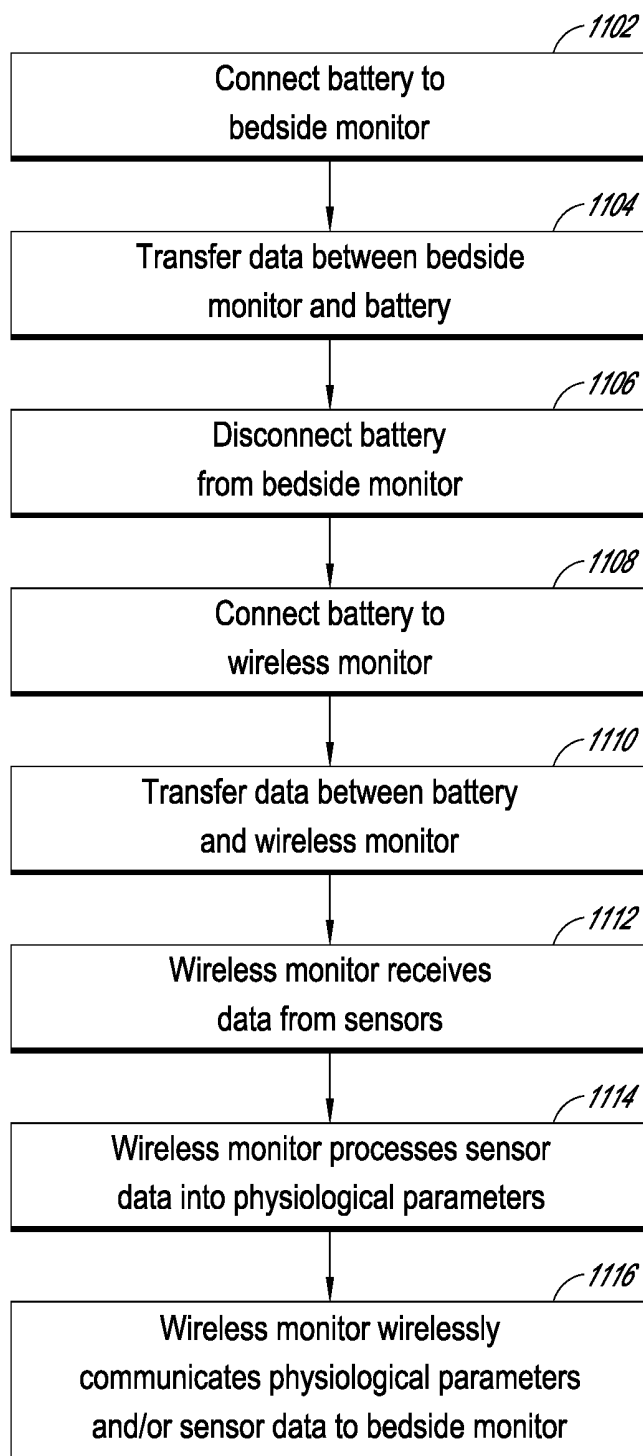 1102
Connect battery to
bedside monitor
1104
Transfer data between bedside
monitor and battery
1106
Disconnect battery
from bedside monitor
1108
Connect battery to
wireless monitor
1110
Transfer data between battery
and wireless monitor
1112
Wireless monitor receives
data from sensors
1114
Wireless monitor processes sensor
data into physiological parameters
1116
Wireless monitor wirelessly
communicates physiological parameters
and/or sensor data to bedside monitor